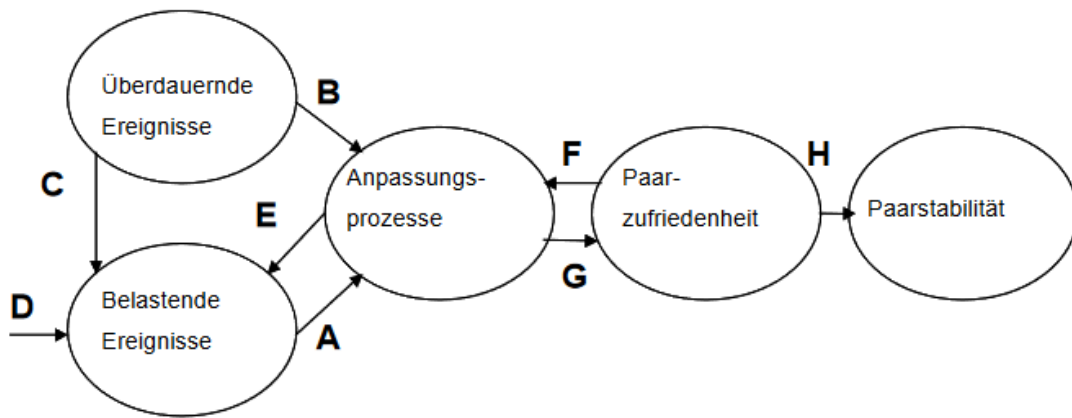 Überdauernde
Ereignisse
B
C
Anpassungs-
prozesse
F
Paar-
zufriedenheit
H
Paarstabilität
E
G
D
Belastende
Ereignisse
A